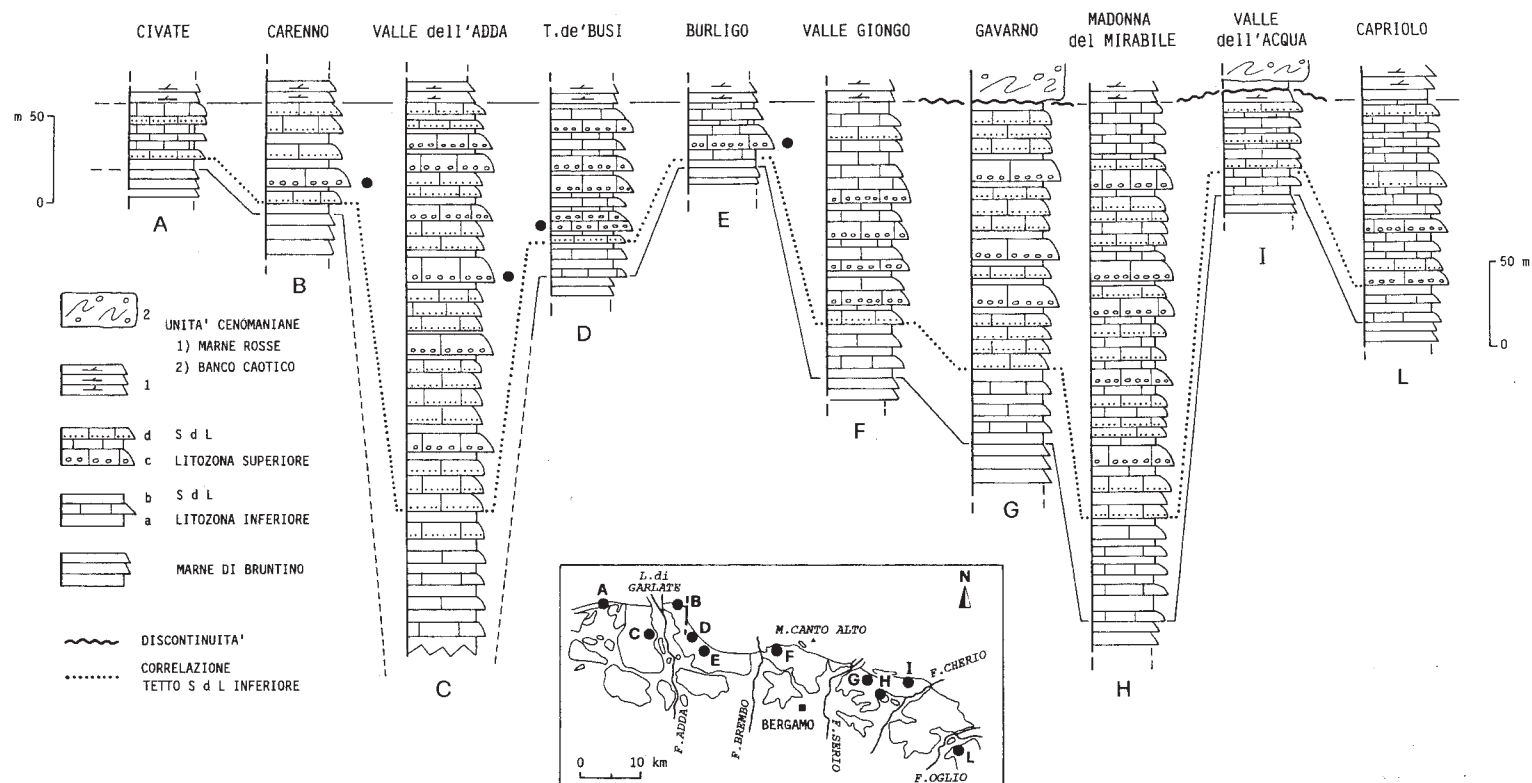 CIVATE
CARENNO
VALLE dell'ADDA
T.de'BUSI
BURLIGO
VALLE GIONGO
GAVARNO
MADONNA
del MIRABILE
VALLE
dell'ACQUA
CAPRIOLO
m 50
0
A
B
C
D
E
F
G
H
I
L
50 m
0
2
UNITA' CENOMANIANE
1) MARNE ROSSE
2) BANCO CAOTICO
1
d S d L
c LITOZONA SUPERIORE
b S d L
a LITOZONA INFERIORE
MARNE DI BRUNTINO
DISCONTINUITA'
CORRELAZIONE
TETTO S d L INFERIORE
L.di
GARLATE
N
A
B
C
D
E
M.CANTO ALTO
F
G
H
I
F.CHERIO
BERGAMO
F.ADDA
F.BREMBO
F.SERIO
L
F.OGLIO
0 10 km